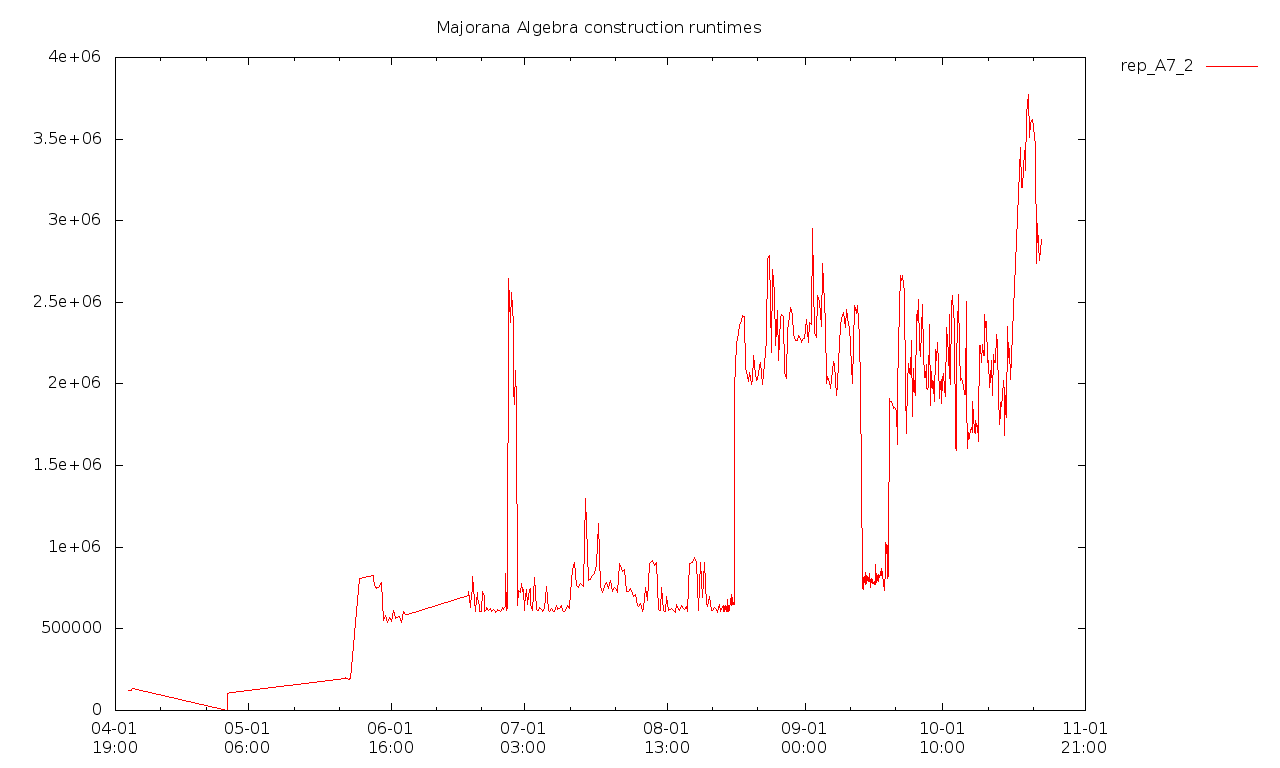 Majorana Algebra construction runtimes
rep_A7_2
4e+06
3.5e+06
3e+06
2.5e+06
2e+06
1.5e+06
1e+06
500000
0
04-01 05-01 06-01 07-01 08-01 09-01 10-01 11-01
19:00 06:00 16:00 03:00 13:00 00:00 10:00 21:00